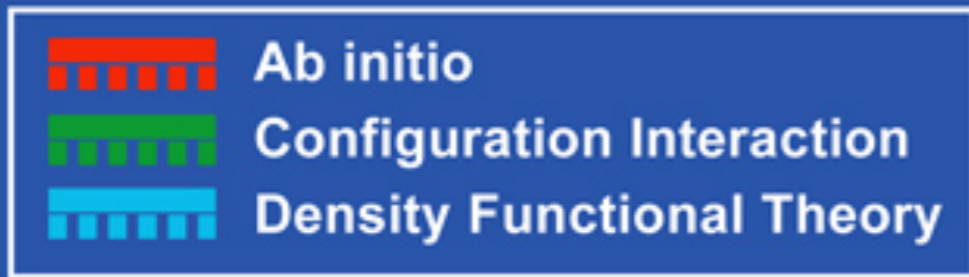 Ab initio
Configuration Interaction
Density Functional Theory